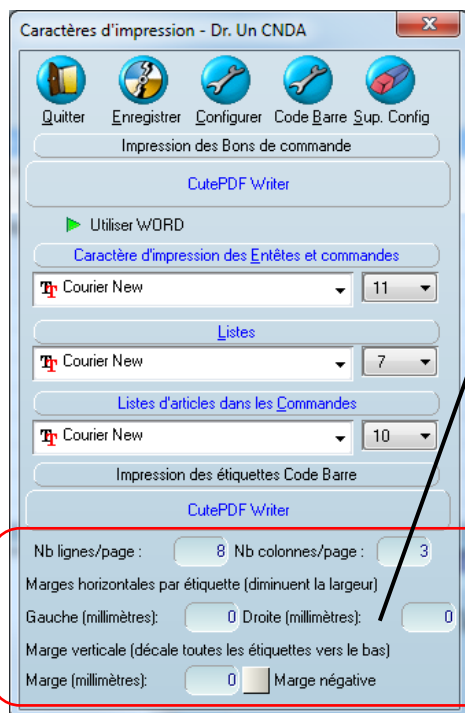 Caractères d'impression - Dr. Un CNDA
Quitter Enregistrer Configurer Code Barre Sup. Config
Impression des Bons de commande
CutePDF Writer
Utiliser WORD
Caractère d'impression des Entêtes et commandes
Courier New 11
Listes
Courier New 7
Listes d'articles dans les Commandes
Courier New 10
Impression des étiquettes Code Barre
CutePDF Writer
Nb lignes/page : 8 Nb colonnes/page : 3
Marges horizontales par étiquette (diminuent la largeur)
Gauche (millimètres): 0 Droite (millimètres): 0
Marge verticale (décale toutes les étiquettes vers le bas)
Marge (millimètres): 0 Marge négative